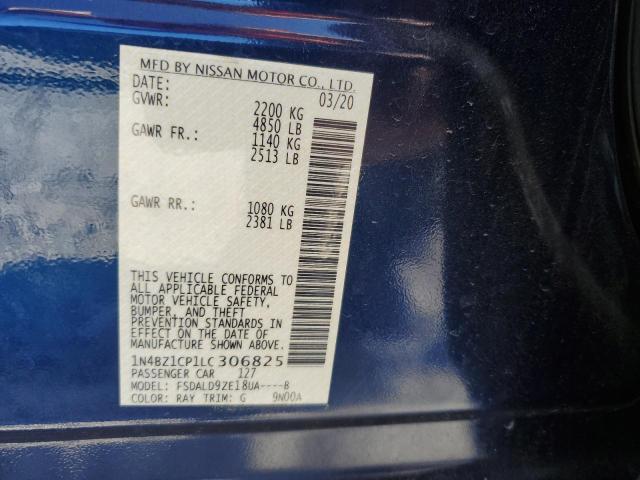 MFD BY NISSAN MOTOR CO., LTD.
DATE: 03/20
GVWR: 2200 KG
4850 LB
GAWR FR.: 1140 KG
2513 LB
GAWR RR.: 1080 KG
2381 LB
THIS VEHICLE CONFORMS TO
ALL APPLICABLE FEDERAL
MOTOR VEHICLE SAFETY,
BUMPER, AND THEFT
PREVENTION STANDARDS IN
EFFECT ON THE DATE OF
MANUFACTURE SHOWN ABOVE.
1N4BZ1CP1LC 306825
PASSENGER CAR 127
MODEL: FSDALD9ZE18UA----B
COLOR: RAY TRIM: G 9N00A